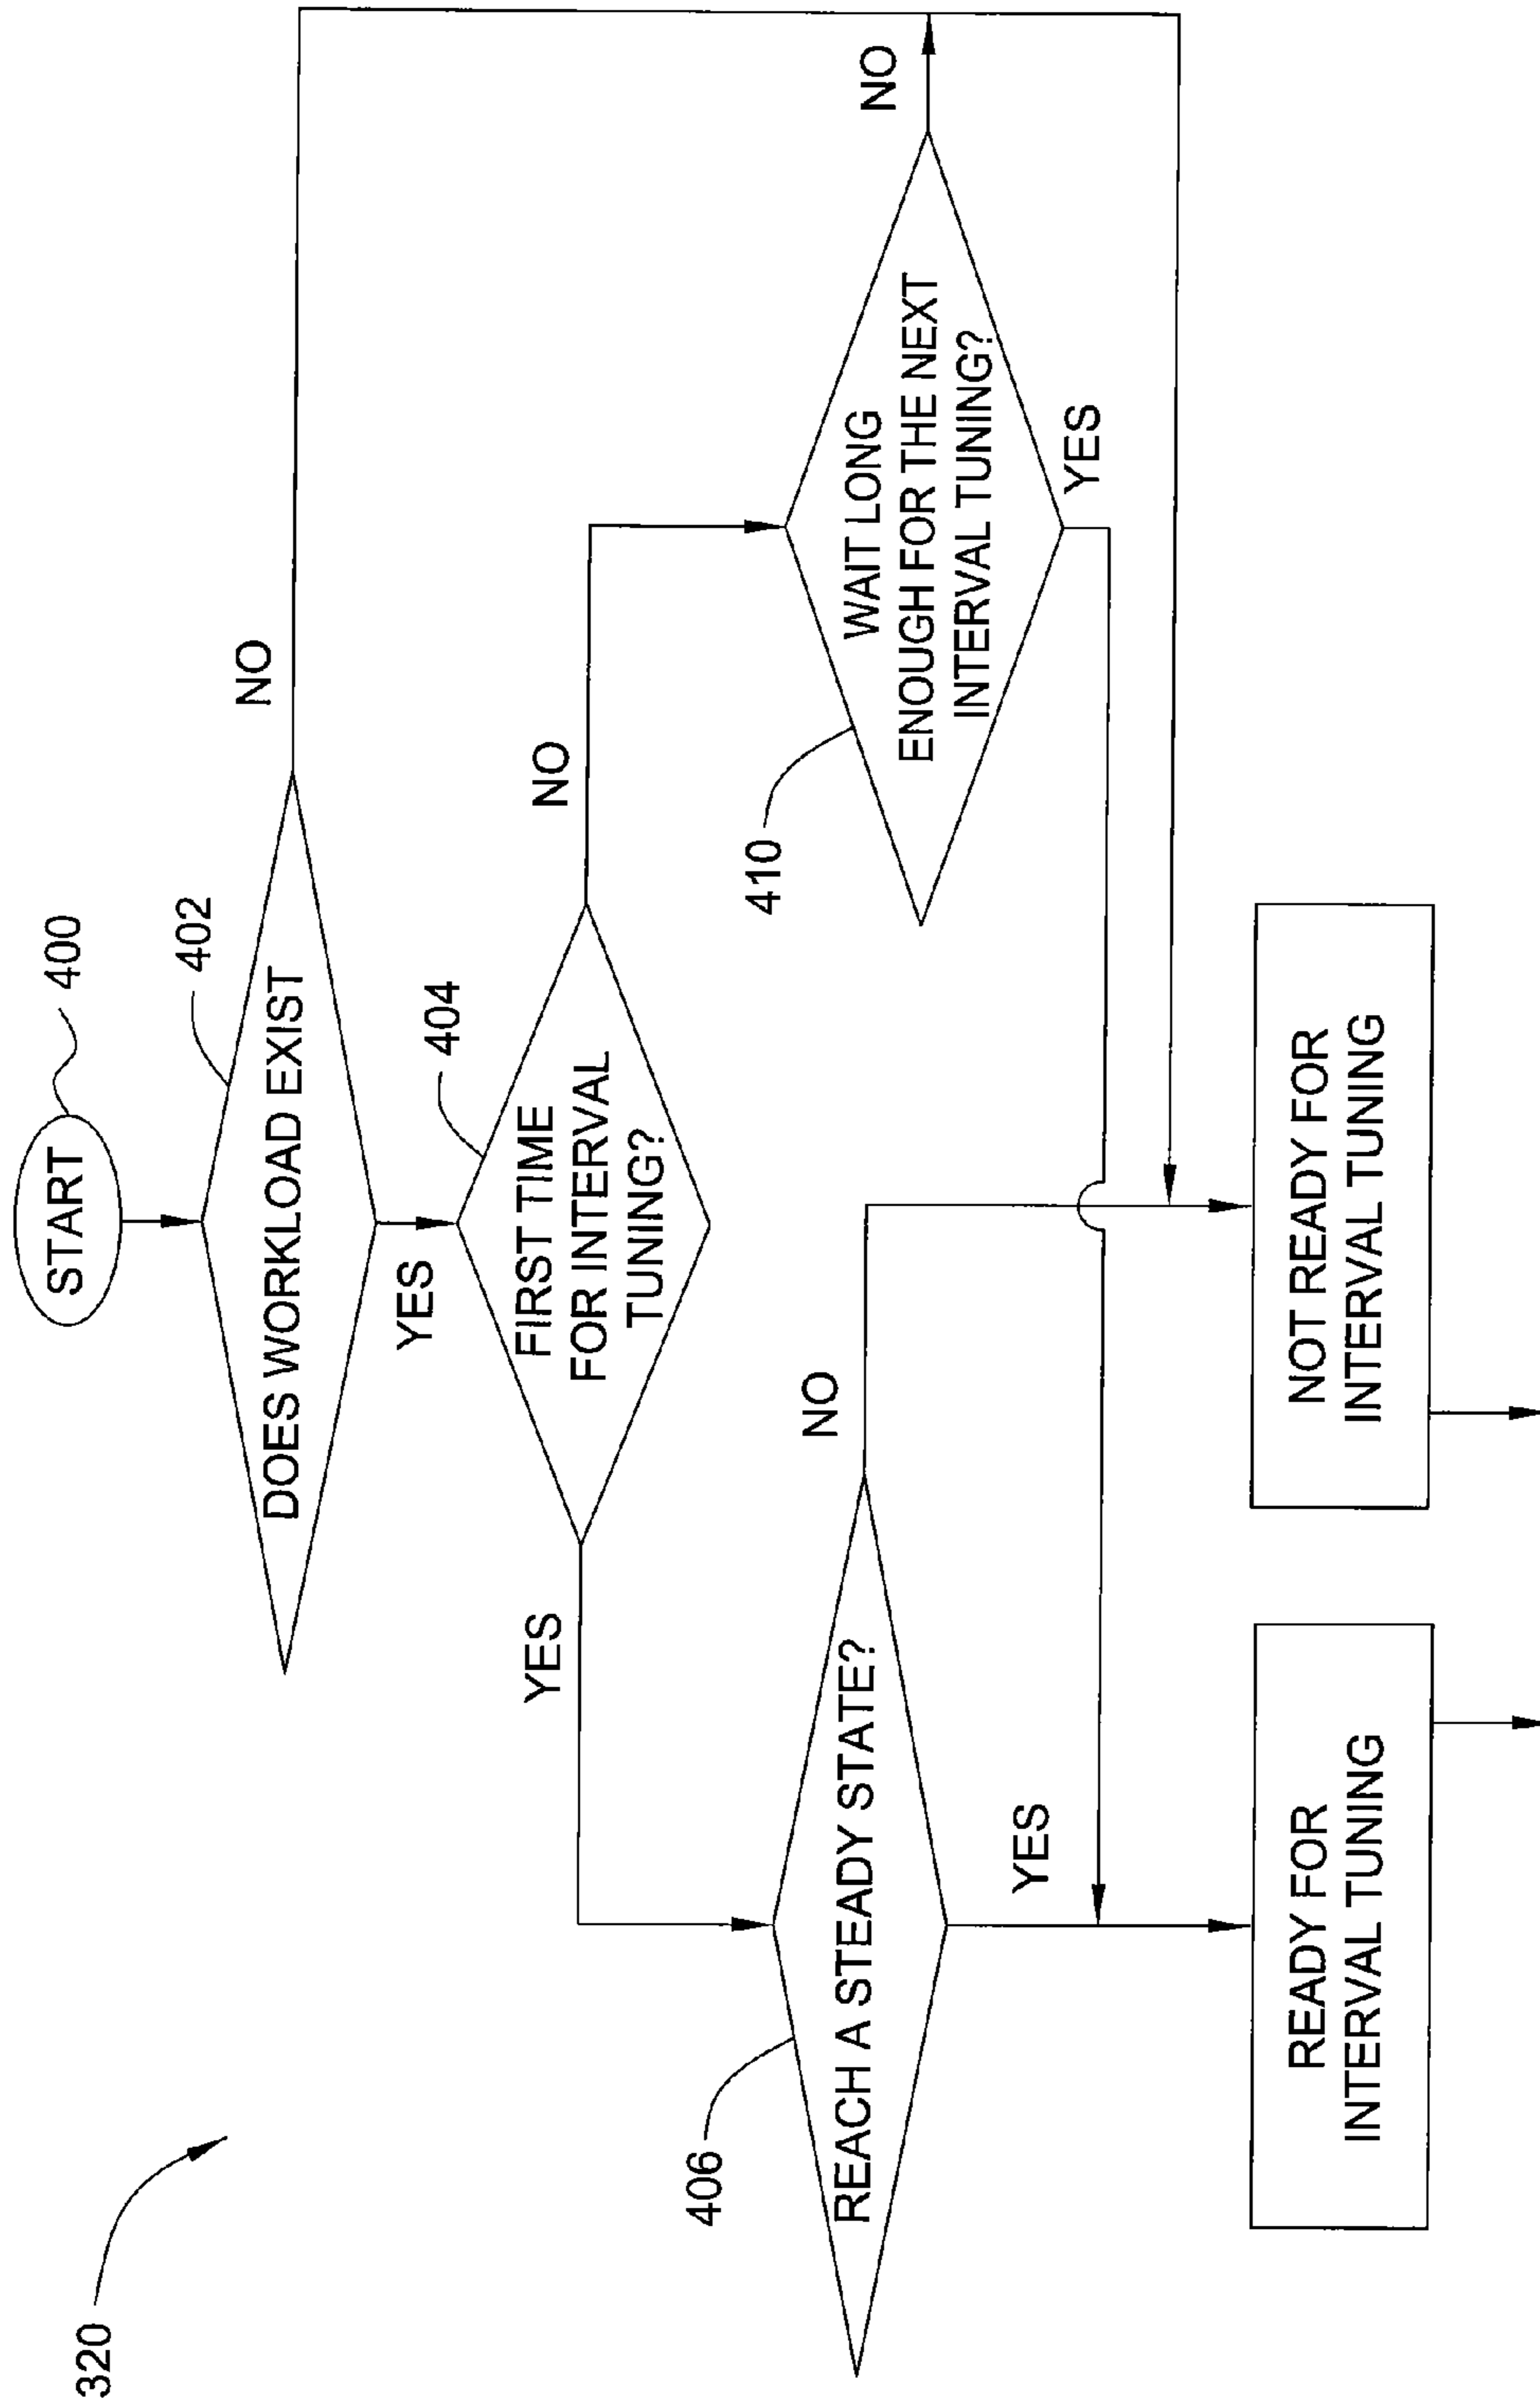 320
START
400
DOES WORKLOAD EXIST
402
NO
YES
FIRST TIME
FOR INTERVAL
TUNING?
404
YES
NO
406
REACH A STEADY STATE?
NO
YES
410
WAIT LONG
ENOUGH FOR THE NEXT
INTERVAL TUNING?
NO
YES
READY FOR
INTERVAL TUNING
NOT READY FOR
INTERVAL TUNING